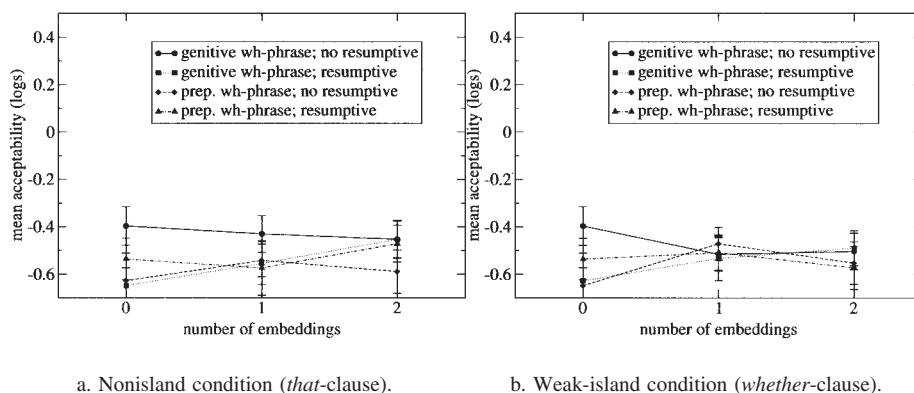 0.4
0.2
0
-0.2
-0.4
-0.6
mean acceptability (logs)
genitive wh-phrase; no resumptive
genitive wh-phrase; resumptive
prep. wh-phrase; no resumptive
prep. wh-phrase; resumptive
0 1 2
number of embeddings
a. Nonisland condition (that-clause).
0.4
0.2
0
-0.2
-0.4
-0.6
mean acceptability (logs)
genitive wh-phrase; no resumptive
genitive wh-phrase; resumptive
prep. wh-phrase; no resumptive
prep. wh-phrase; resumptive
0 1 2
number of embeddings
b. Weak-island condition (whether-clause).